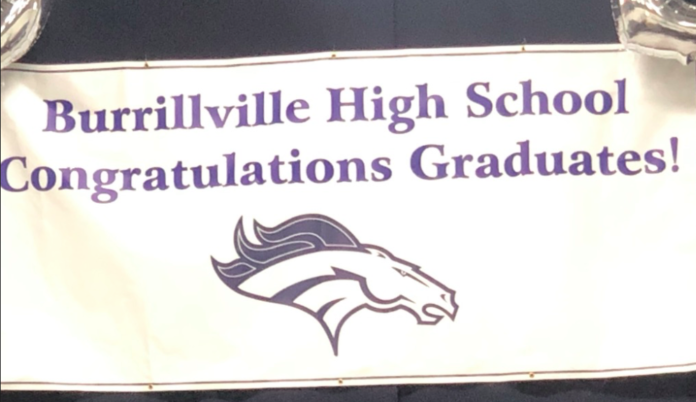 Burrillville High School
Congratulations Graduates!